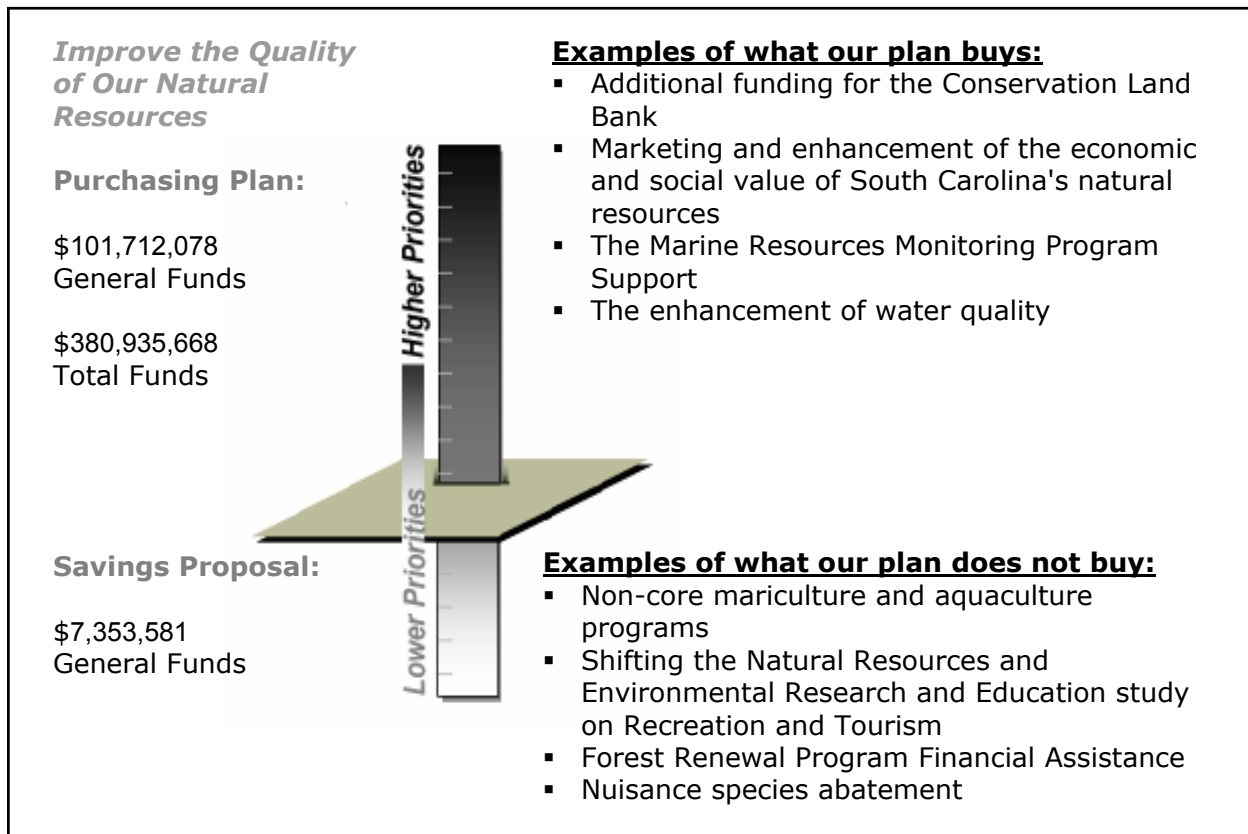 Improve the Quality
of Our Natural
Resources
Purchasing Plan:
$101,712,078
General Funds
$380,935,668
Total Funds
Higher Priorities
Lower Priorities
Savings Proposal:
$7,353,581
General Funds
Examples of what our plan buys:
▪ Additional funding for the Conservation Land
Bank
▪ Marketing and enhancement of the economic
and social value of South Carolina's natural
resources
▪ The Marine Resources Monitoring Program
Support
▪ The enhancement of water quality
Examples of what our plan does not buy:
▪ Non-core mariculture and aquaculture
programs
▪ Shifting the Natural Resources and
Environmental Research and Education study
on Recreation and Tourism
▪ Forest Renewal Program Financial Assistance
▪ Nuisance species abatement